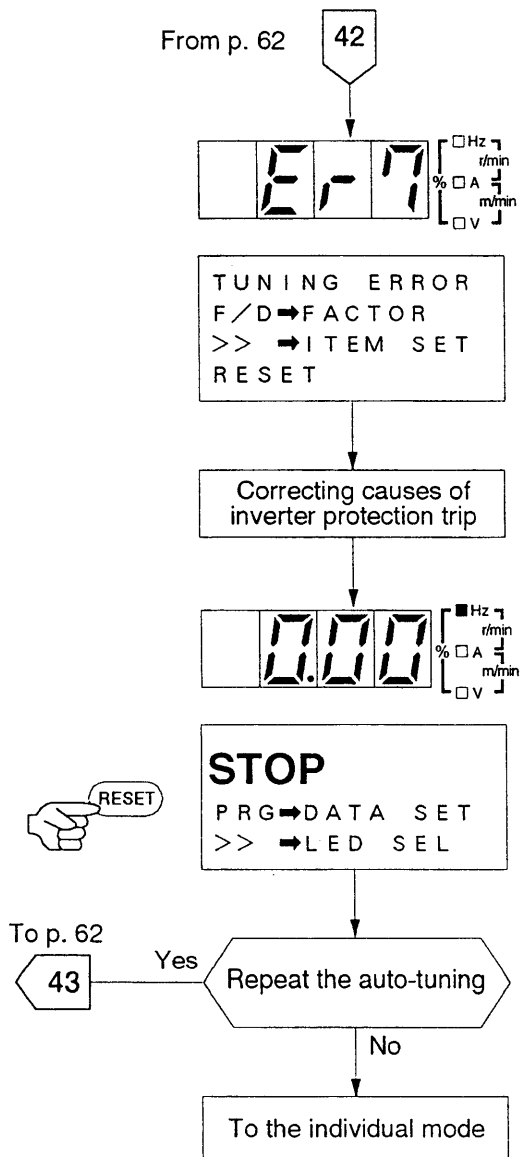 From p. 62
42
Er7
Hz
r/min
% A
m/min
V
TUNING ERROR
F/D➡FACTOR
>> ➡ITEM SET
RESET
Correcting causes of
inverter protection trip
0.00
Hz
r/min
% A
m/min
V
STOP
PRG➡DATA SET
>> ➡LED SEL
RESET
To p. 62
43
Yes
Repeat the auto-tuning
No
To the individual mode